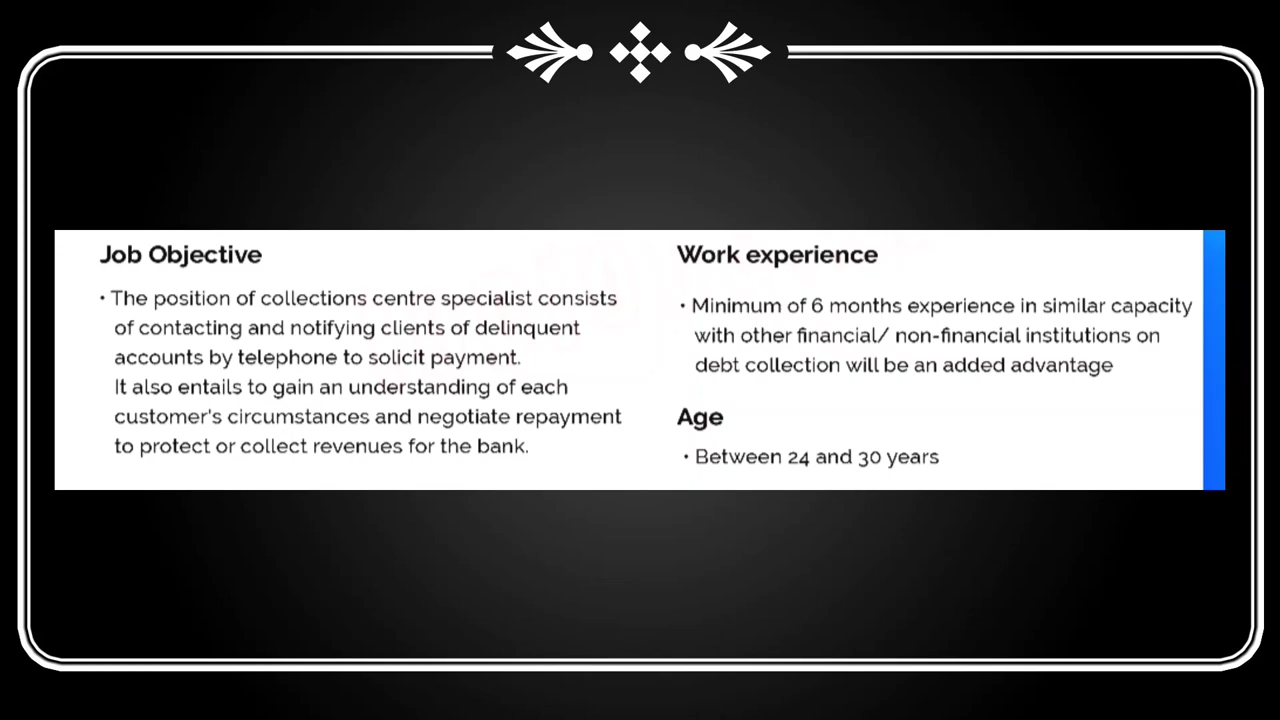 Job Objective
• The position of collections centre specialist consists
of contacting and notifying clients of delinquent
accounts by telephone to solicit payment.
It also entails to gain an understanding of each
customer's circumstances and negotiate repayment
to protect or collect revenues for the bank.
Work experience
• Minimum of 6 months experience in similar capacity
with other financial/ non-financial institutions on
debt collection will be an added advantage
Age
• Between 24 and 30 years